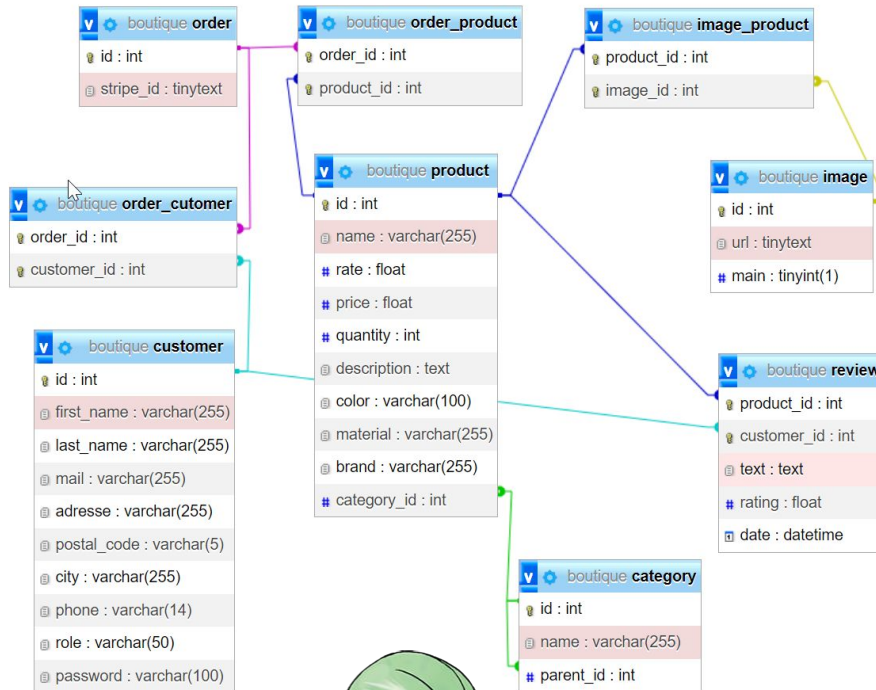 boutique order
id : int
stripe_id : tinytext
boutique order_product
order_id : int
product_id : int
boutique image_product
product_id : int
image_id : int
boutique order_cutomer
order_id : int
customer_id : int
boutique product
id : int
name : varchar(255)
rate : float
price : float
quantity : int
description : text
color : varchar(100)
material : varchar(255)
brand : varchar(255)
category_id : int
boutique image
id : int
url : tinytext
main : tinyint(1)
boutique customer
id : int
first_name : varchar(255)
last_name : varchar(255)
mail : varchar(255)
adresse : varchar(255)
postal_code : varchar(5)
city : varchar(255)
phone : varchar(14)
role : varchar(50)
password : varchar(100)
boutique review
product_id : int
customer_id : int
text : text
rating : float
date : datetime
boutique category
id : int
name : varchar(255)
parent_id : int